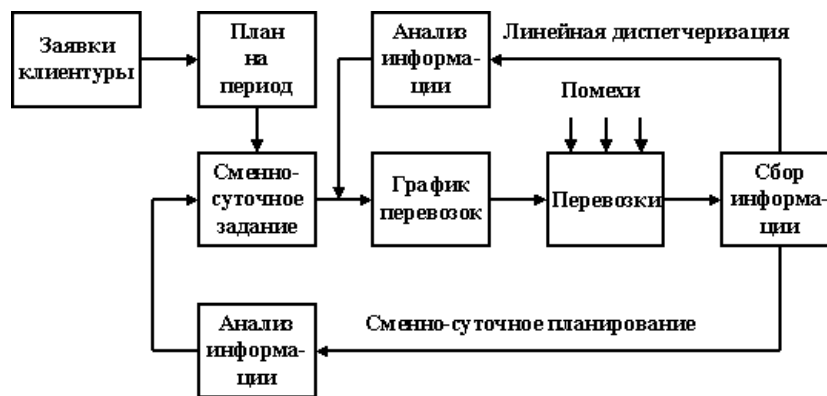 Заявки
клиентуры
План
на
период
Анализ
информа-
ции
Линейная диспетчеризация
Помехи
Сменно-
суточное
задание
График
перевозок
Перевозки
Сбор
информа-
ции
Анализ
информа-
ции
Сменно-суточное планирование